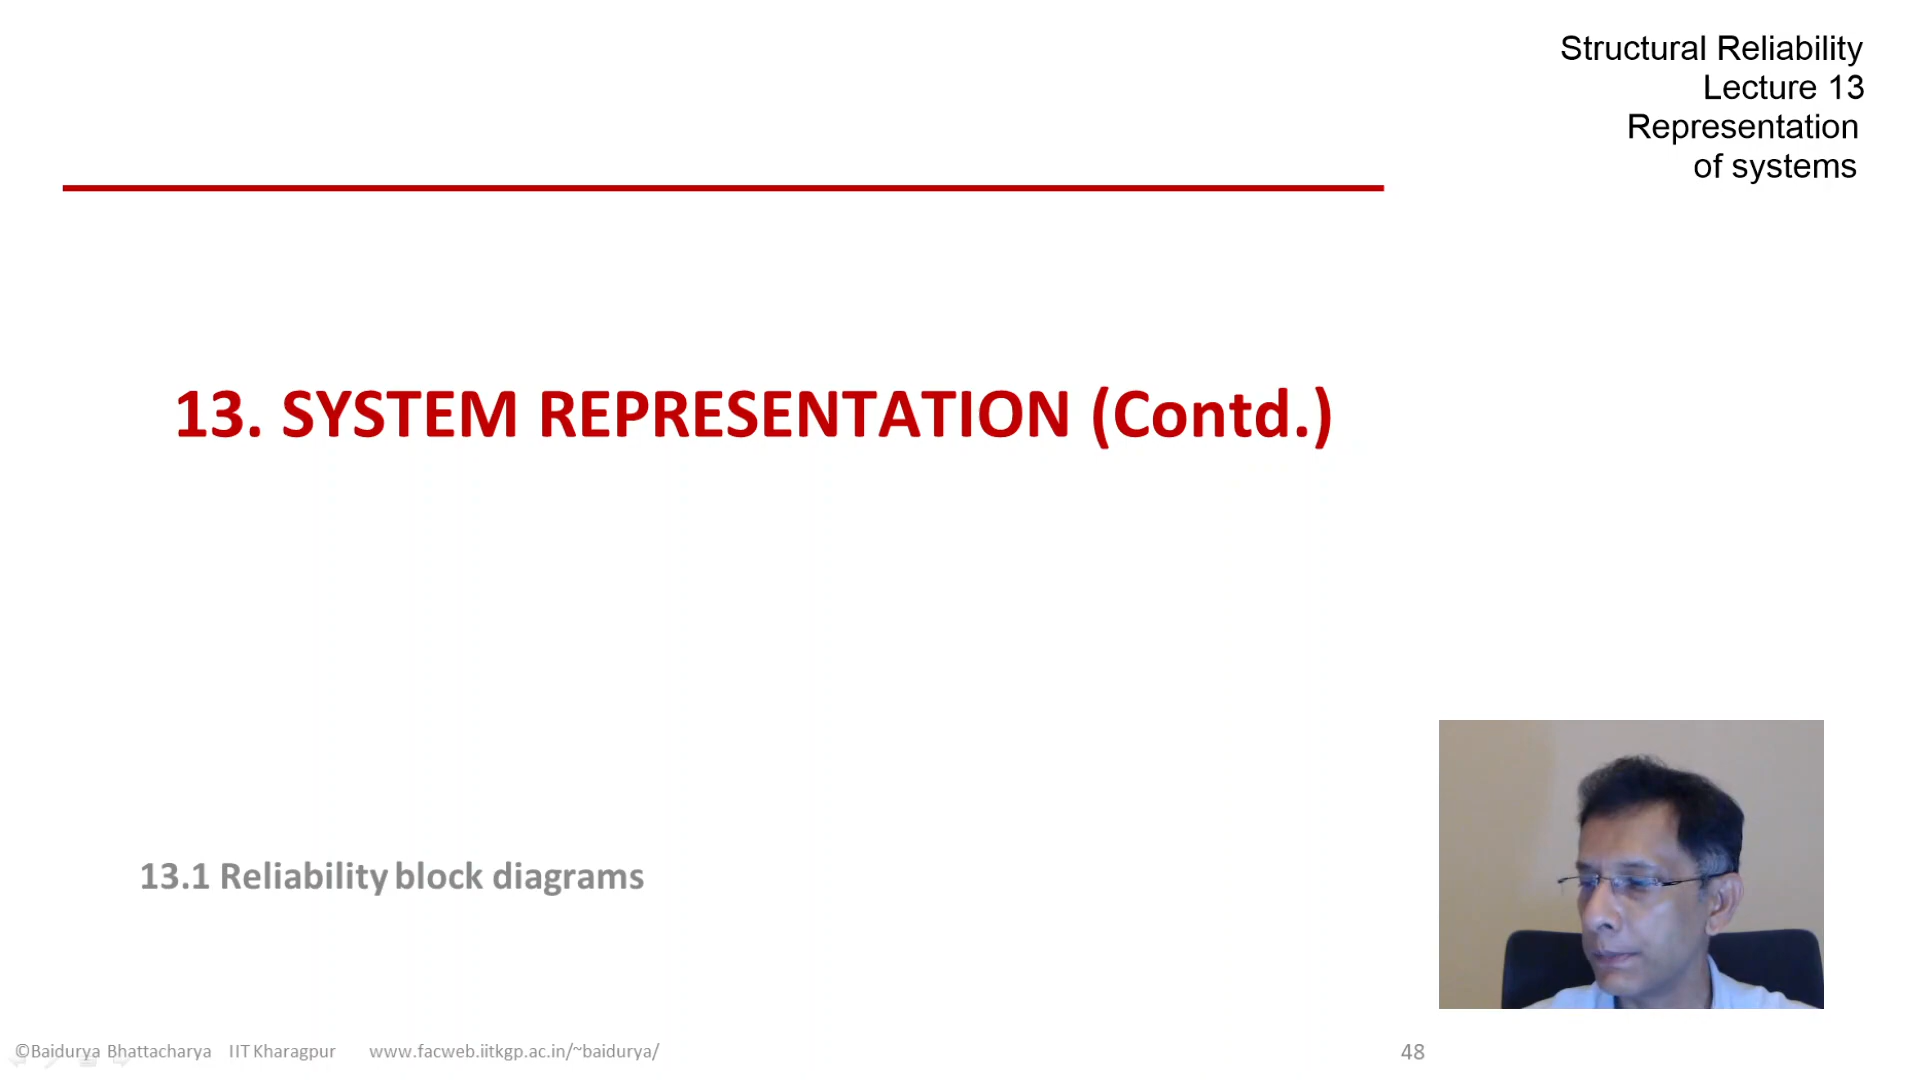 Structural Reliability
Lecture 13
Representation
of systems
13. SYSTEM REPRESENTATION (Contd.)
13.1 Reliability block diagrams
©Baidurya Bhattacharya IIT Kharagpur www.facweb.iitkgp.ac.in/~baidurya/
48